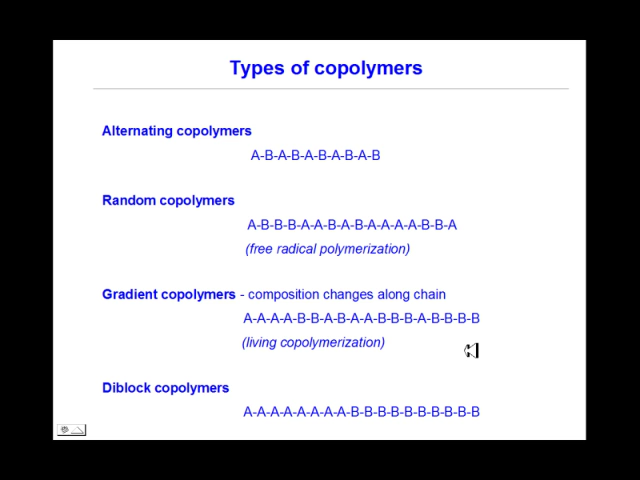 Types of copolymers
Alternating copolymers
A-B-A-B-A-B-A-B-A-B
Random copolymers
A-B-B-B-A-A-B-A-B-A-A-A-A-B-B-A
(free radical polymerization)
Gradient copolymers - composition changes along chain
A-A-A-A-B-B-A-B-A-A-B-B-B-A-B-B-B-B
(living copolymerization)
Diblock copolymers
A-A-A-A-A-A-A-A-B-B-B-B-B-B-B-B-B-B